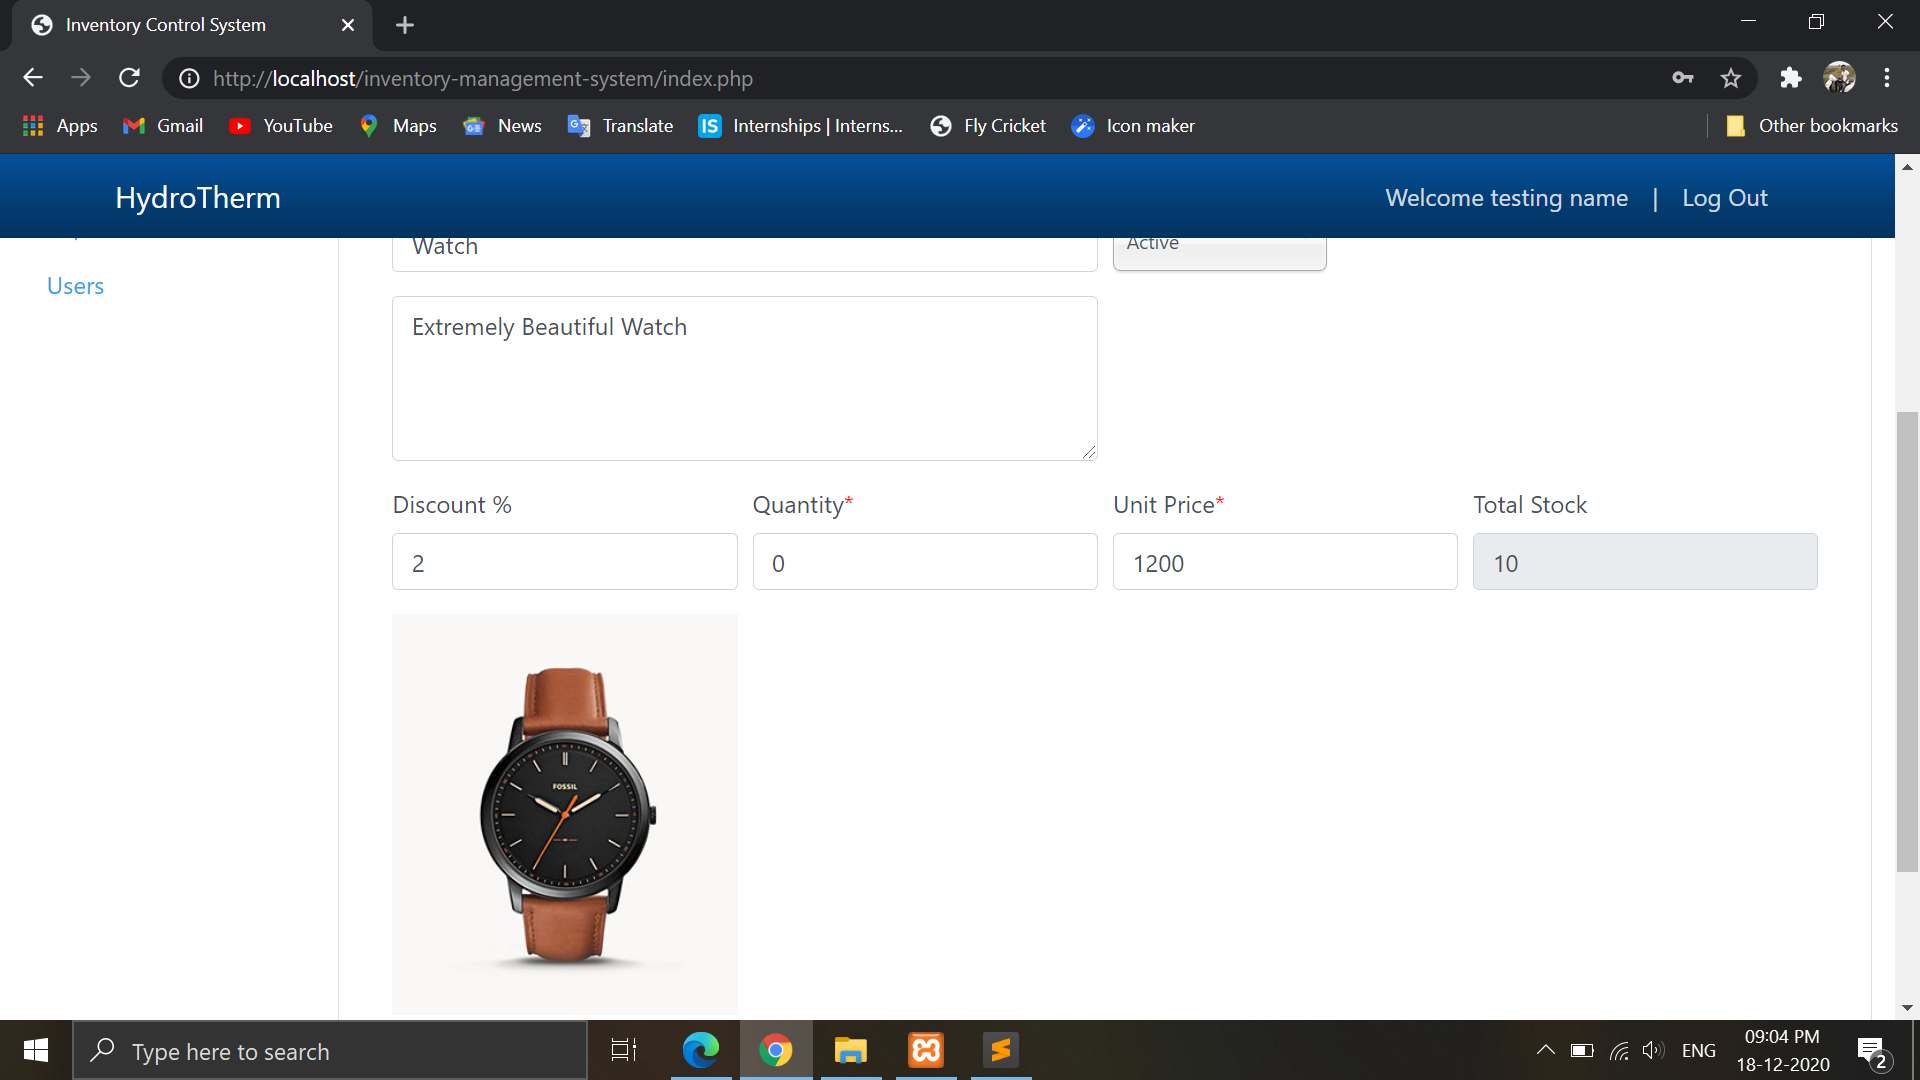 Inventory Control System
http://localhost/inventory-management-system/index.php
Apps Gmail YouTube Maps News Translate IS Internships | Interns... Fly Cricket Icon maker Other bookmarks
HydroTherm Welcome testing name | Log Out
Watch Active
Users
Extremely Beautiful Watch
Discount % Quantity* Unit Price* Total Stock
2 0 1200 10
FOSSIL
Type here to search
ENG
09:04 PM
18-12-2020
2